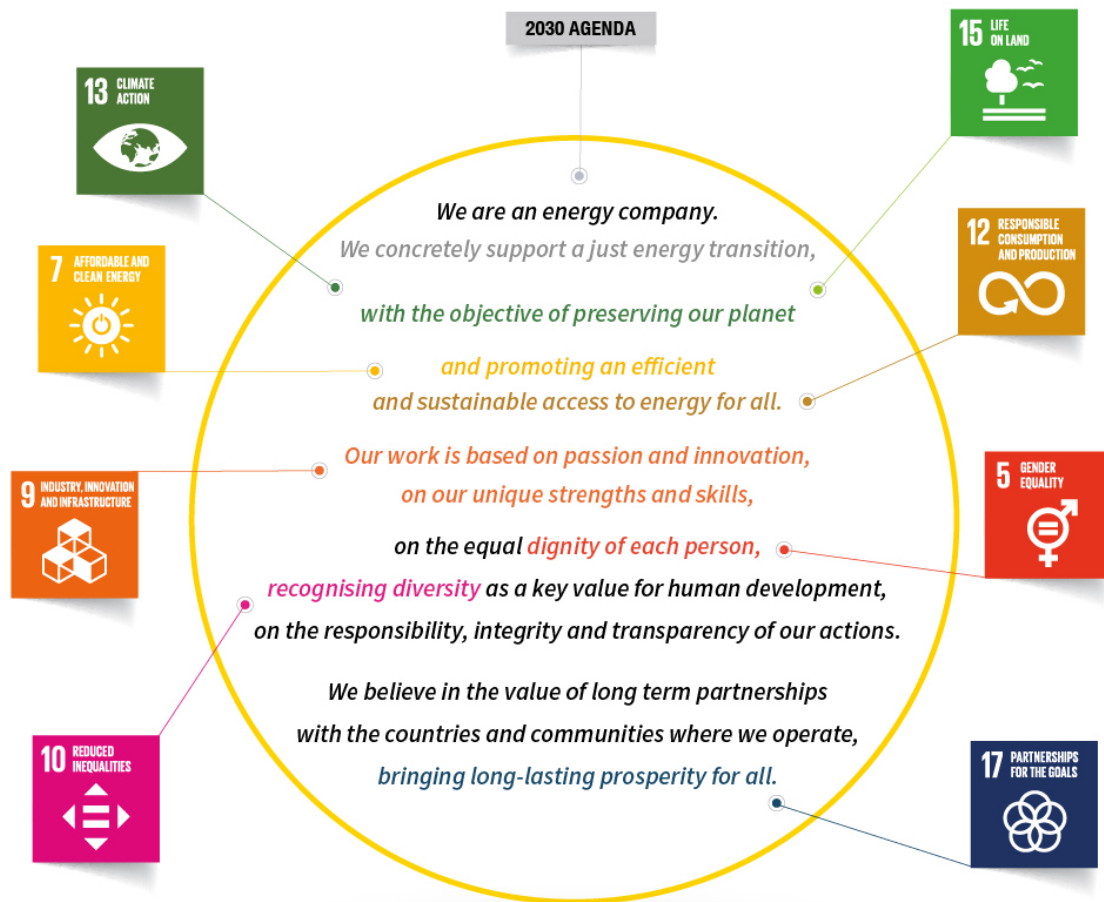 2030 AGENDA
15 LIFE
ON LAND
13 CLIMATE
ACTION
We are an energy company.
We concretely support a just energy transition,
12 RESPONSIBLE
CONSUMPTION
AND PRODUCTION
7 AFFORDABLE AND
CLEAN ENERGY
with the objective of preserving our planet
and promoting an efficient
and sustainable access to energy for all.
9 INDUSTRY, INNOVATION
AND INFRASTRUCTURE
Our work is based on passion and innovation,
on our unique strengths and skills,
5 GENDER
EQUALITY
on the equal dignity of each person,
recognising diversity as a key value for human development,
on the responsibility, integrity and transparency of our actions.
We believe in the value of long term partnerships
with the countries and communities where we operate,
bringing long-lasting prosperity for all.
10 REDUCED
INEQUALITIES
17 PARTNERSHIPS
FOR THE GOALS